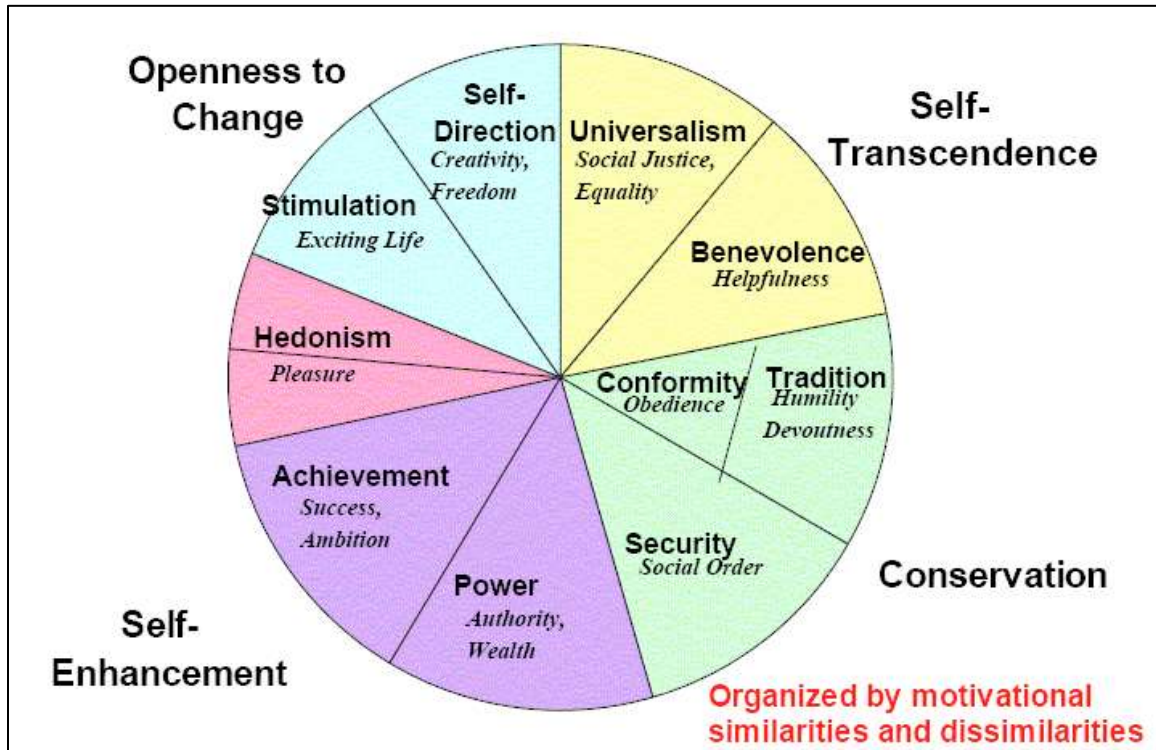 Openness to
Change
Self-
Direction
Creativity,
Freedom
Universalism
Social Justice,
Equality
Self-
Transcendence
Stimulation
Exciting Life
Benevolence
Helpfulness
Hedonism
Pleasure
Conformity
Obedience
Tradition
Humility
Devoutness
Achievement
Success,
Ambition
Security
Social Order
Power
Authority,
Wealth
Conservation
Self-
Enhancement
Organized by motivational
similarities and dissimilarities